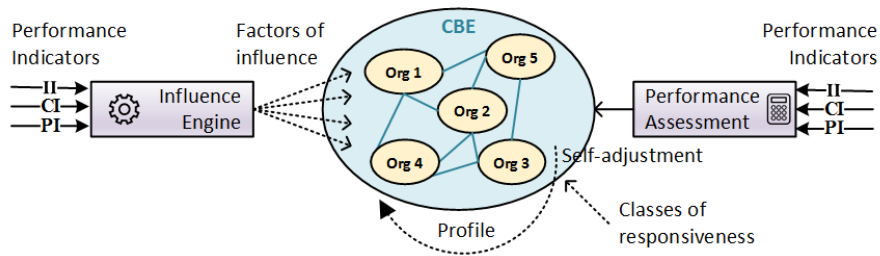 Performance
Indicators
II
CI
PI
Influence
Engine
Factors of
influence
CBE
Org 1
Org 5
Org 2
Org 4
Org 3
Self-adjustment
Profile
Classes of
responsiveness
Performance
Assessment
Performance
Indicators
II
CI
PI